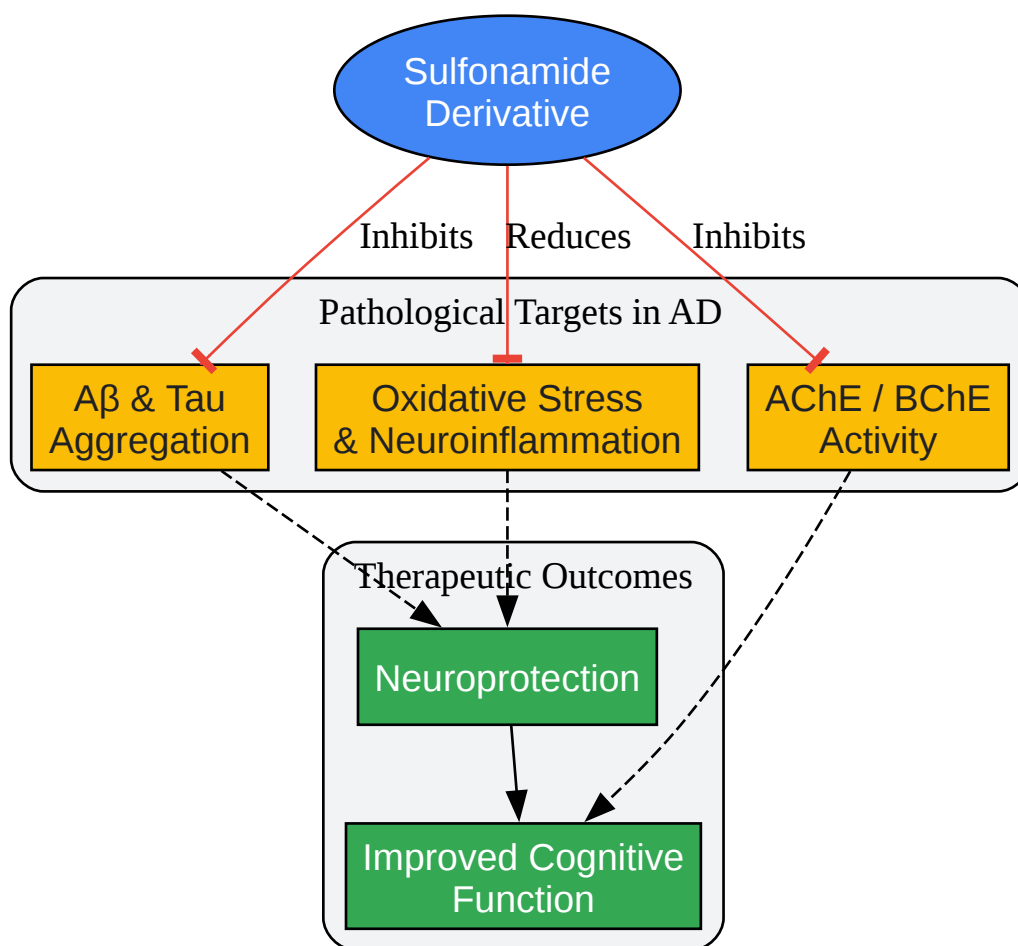 Sulfonamide
Derivative
Inhibits
Reduces
Inhibits
Pathological Targets in AD
Aβ & Tau
Aggregation
Oxidative Stress
& Neuroinflammation
AChE / BChE
Activity
Therapeutic Outcomes
Neuroprotection
Improved Cognitive
Function